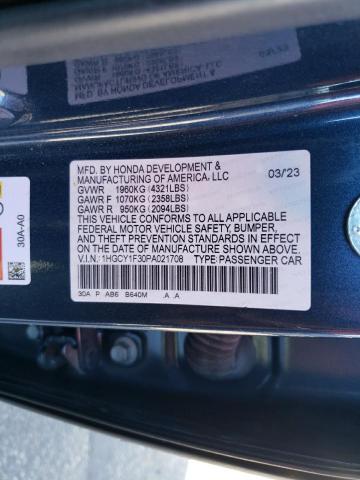 MFD. BY HONDA DEVELOPMENT &
MANUFACTURING OF AMERICA, LLC 03/23
GVWR 1960KG (4321LBS)
GAWR F 1070KG (2358LBS)
GAWR R 950KG (2094LBS)
THIS VEHICLE CONFORMS TO ALL APPLICABLE
FEDERAL MOTOR VEHICLE SAFETY, BUMPER,
AND THEFT PREVENTION STANDARDS IN EFFECT
ON THE DATE OF MANUFACTURE SHOWN ABOVE.
V.I.N.: 1HGCY1F30PA021708 TYPE: PASSENGER CAR
30A P AB6 B640M A A
30A-A0